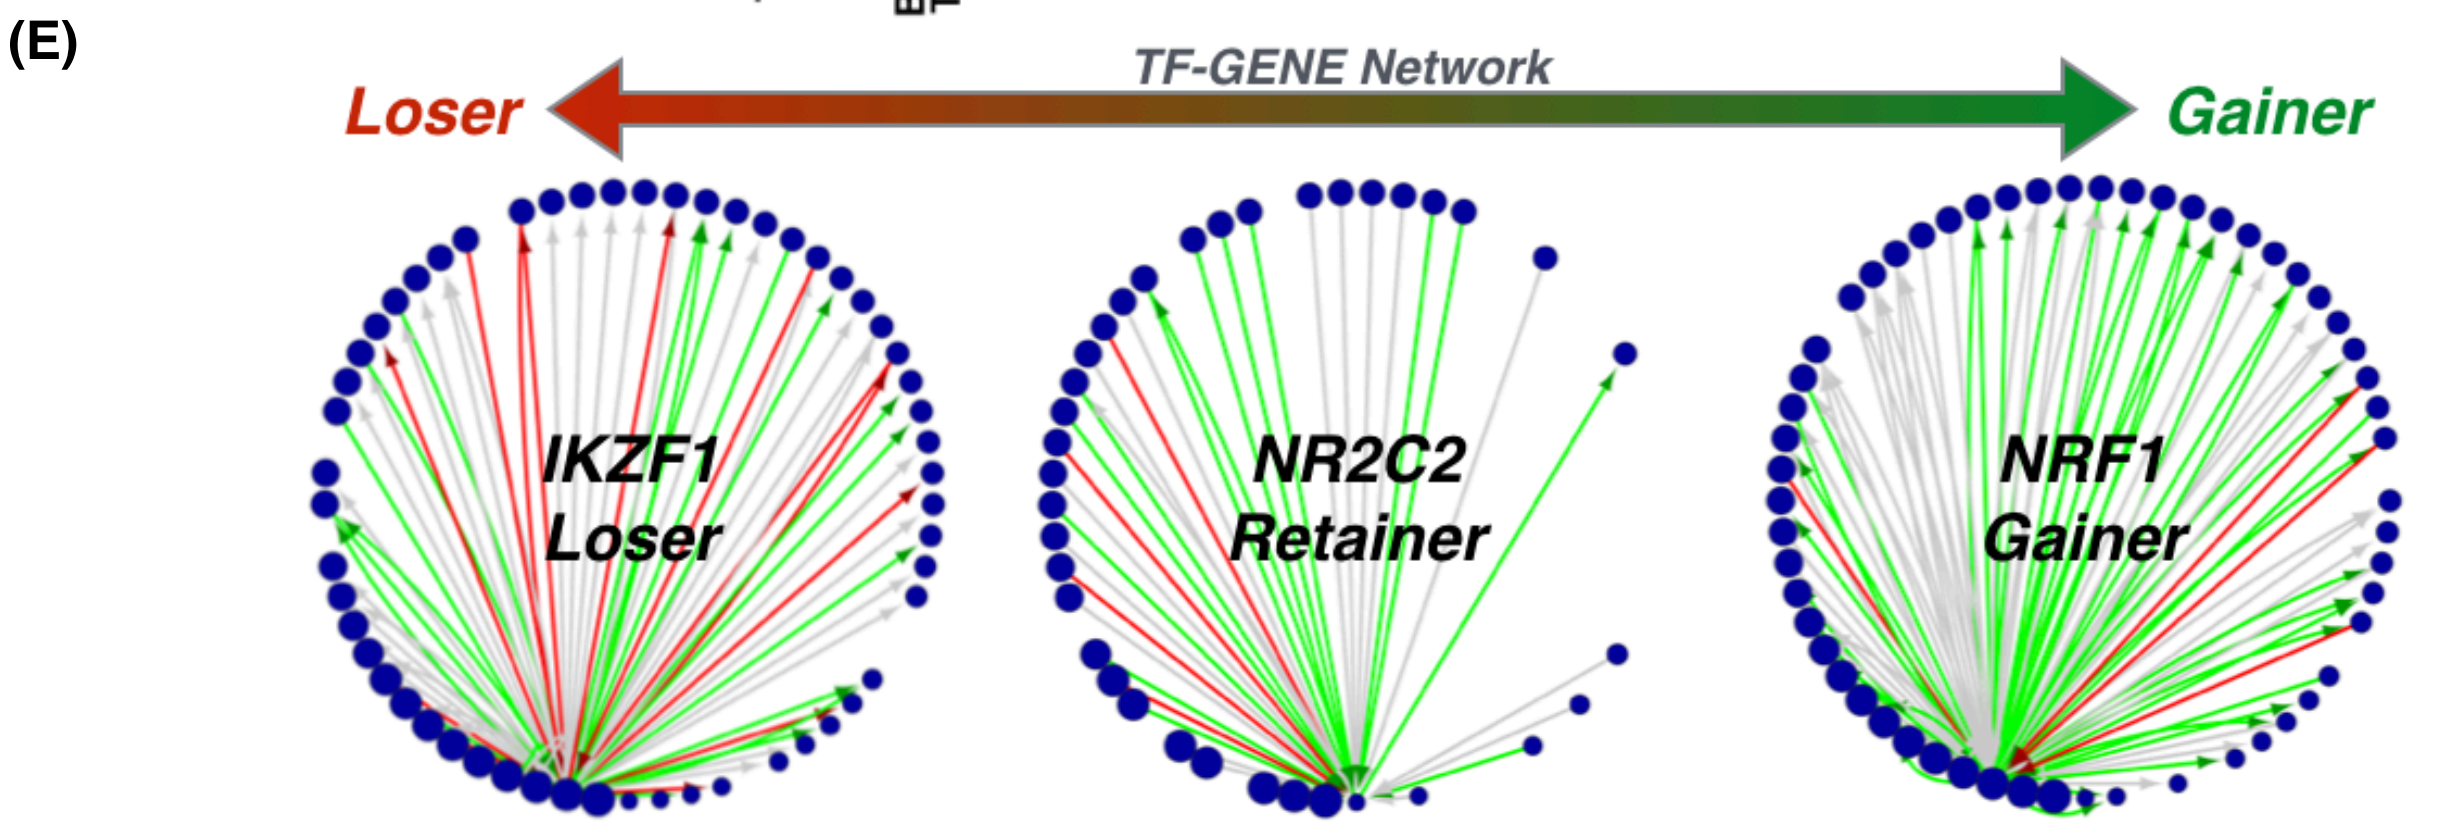 (E)
TF-GENE Network
Loser
Gainer
IKZF1
Loser
NR2C2
Retainer
NRF1
Gainer